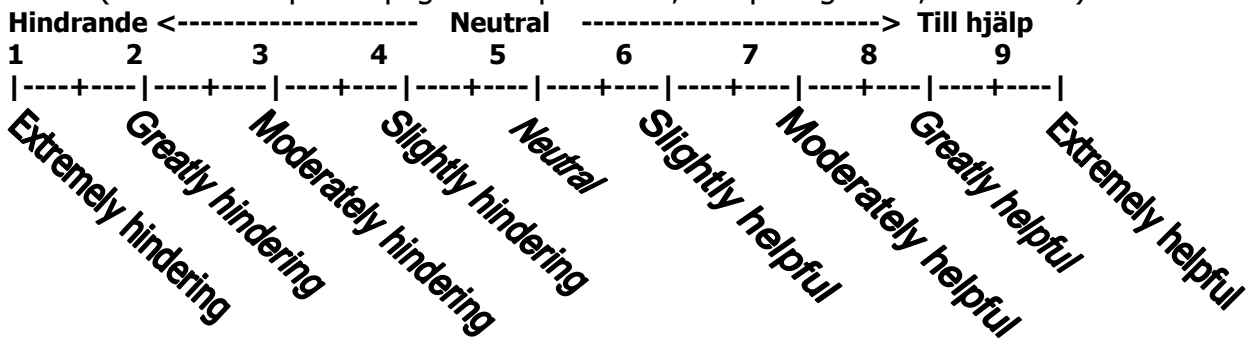 Hindrande <--------------------- Neutral -------------------------> Till hjälp
1 2 3 4 5 6 7 8 9
|----+----|----+----|----+----|----+----|----+----|----+----|----+----|----+----|
Extremely hindering
Greatly hindering
Moderately hindering
Slightly hindering
Neutral
Slightly helpful
Moderately helpful
Greatly helpful
Extremely helpful